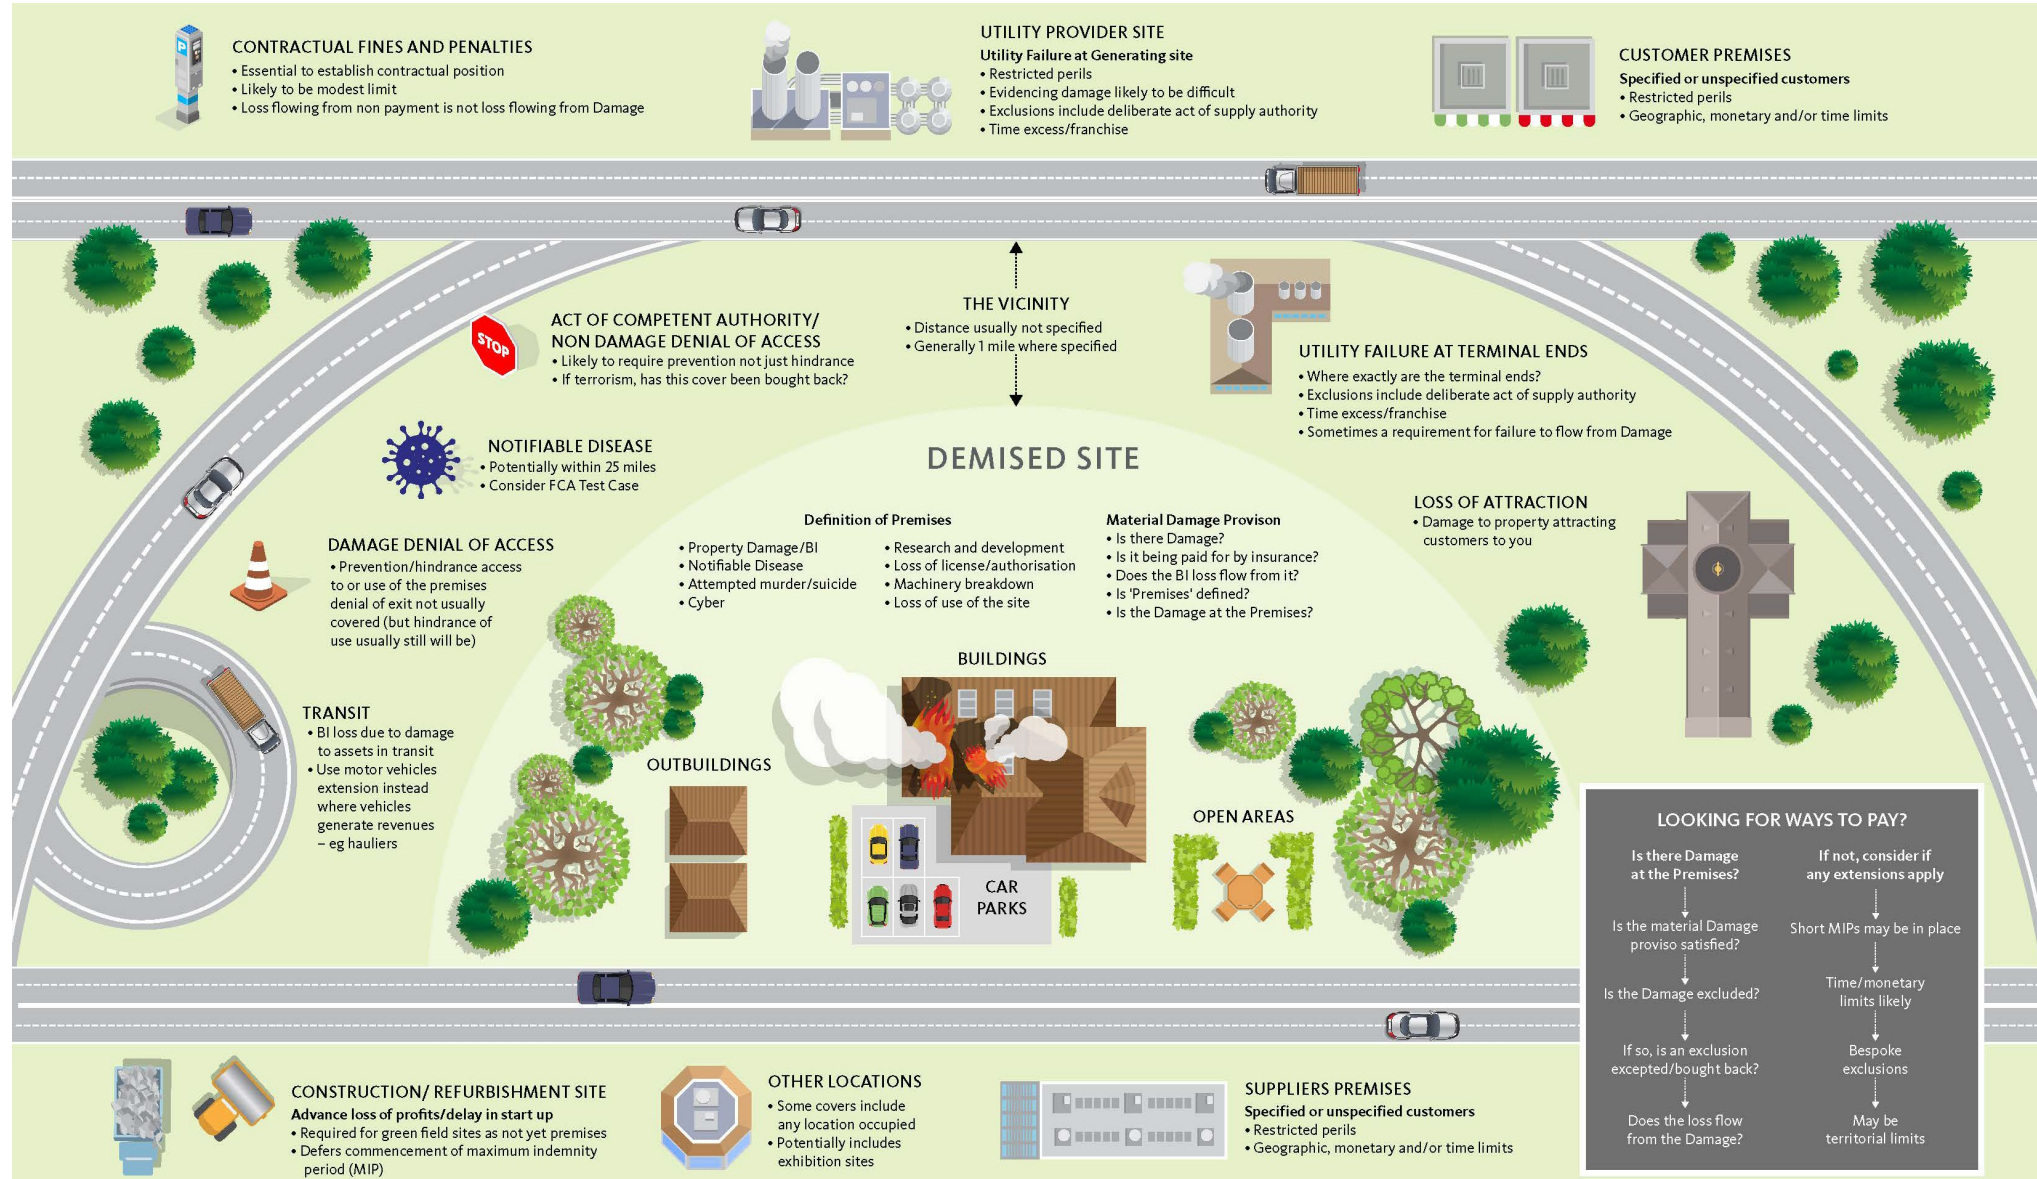 P
CONTRACTUAL FINES AND PENALTIES
• Essential to establish contractual position
• Likely to be modest limit
• Loss flowing from non payment is not loss flowing from Damage
UTILITY PROVIDER SITE
Utility Failure at Generating site
• Restricted perils
• Evidencing damage likely to be difficult
• Exclusions include deliberate act of supply authority
• Time excess/franchise
CUSTOMER PREMISES
Specified or unspecified customers
• Restricted perils
• Geographic, monetary and/or time limits
STOP
ACT OF COMPETENT AUTHORITY/
NON DAMAGE DENIAL OF ACCESS
• Likely to require prevention not just hindrance
• If terrorism, has this cover been bought back?
THE VICINITY
• Distance usually not specified
• Generally 1 mile where specified
UTILITY FAILURE AT TERMINAL ENDS
• Where exactly are the terminal ends?
• Exclusions include deliberate act of supply authority
• Time excess/franchise
• Sometimes a requirement for failure to flow from Damage
NOTIFIABLE DISEASE
• Potentially within 25 miles
• Consider FCA Test Case
DEMISED SITE
Definition of Premises
• Property Damage/BI
• Notifiable Disease
• Attempted murder/suicide
• Cyber
• Research and development
• Loss of license/authorisation
• Machinery breakdown
• Loss of use of the site
Material Damage Provison
• Is there Damage?
• Is it being paid for by insurance?
• Does the BI loss flow from it?
• Is 'Premises' defined?
• Is the Damage at the Premises?
LOSS OF ATTRACTION
• Damage to property attracting
customers to you
DAMAGE DENIAL OF ACCESS
• Prevention/hindrance access
to or use of the premises
denial of exit not usually
covered (but hindrance of
use usually still will be)
TRANSIT
• BI loss due to damage
to assets in transit
• Use motor vehicles
extension instead
where vehicles
generate revenues
– eg hauliers
BUILDINGS
OUTBUILDINGS
CAR
PARKS
OPEN AREAS
LOOKING FOR WAYS TO PAY?
Is there Damage
at the Premises?
Is the material Damage
proviso satisfied?
Is the Damage excluded?
If so, is an exclusion
excepted/bought back?
Does the loss flow
from the Damage?
If not, consider if
any extensions apply
Short MIPs may be in place
Time/monetary
limits likely
Bespoke
exclusions
May be
territorial limits
CONSTRUCTION/ REFURBISHMENT SITE
Advance loss of profits/delay in start up
• Required for green field sites as not yet premises
• Defers commencement of maximum indemnity
period (MIP)
OTHER LOCATIONS
• Some covers include
any location occupied
• Potentially includes
exhibition sites
SUPPLIERS PREMISES
Specified or unspecified customers
• Restricted perils
• Geographic, monetary and/or time limits